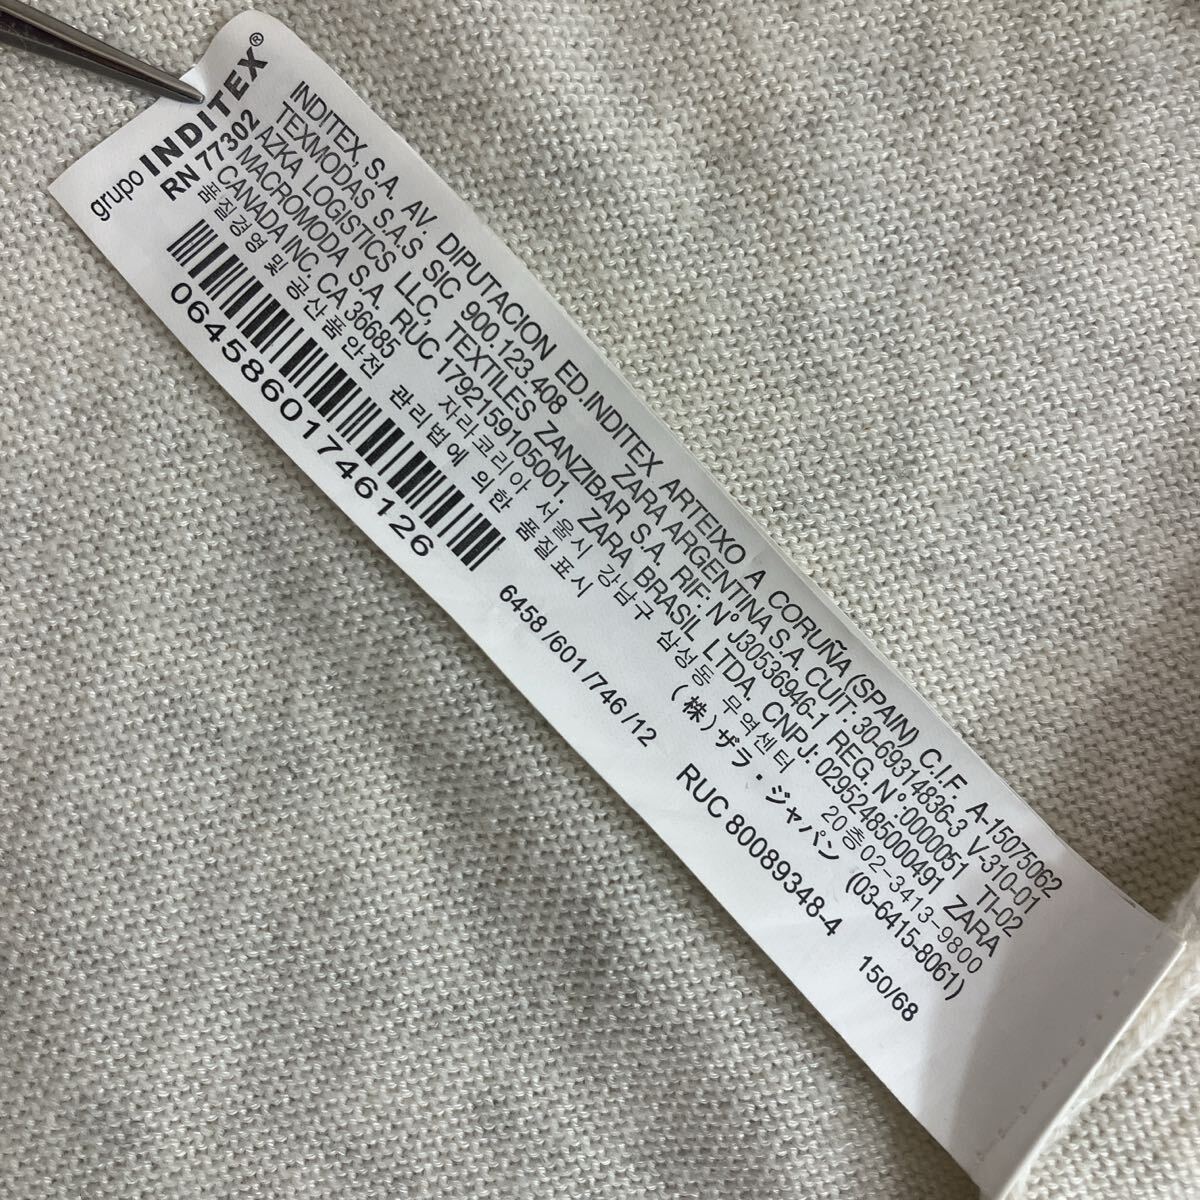 grupo INDITEX®
RN 77302
INDITEX, S.A. AV. DIPUTACION ED.INDITEX ARTEIXO A CORUÑA (SPAIN) C.I.F. A-15075062
TEXMODAS S.A.S SIC 900.123.408 ZARA ARGENTINA S.A. CUIT: 30-69314836-3 V-310-01
AZKA LOGISTICS LLC, TEXTILES ZANZIBAR S.A. RIF: Nº J30536946-1 REG. Nº:0000051 TI-02
MACROMODA S.A. RUC 1792159105001. ZARA BRASIL LTDA. CNPJ: 02952485000491 ZARA
CANADA INC. CA 36685 자라코리아 서울시 강남구 삼성동 무역센터 20층02-3413-9800
품질경영 및 공산품안전 관리법에 의한 품질표시 (株)ザラ・ジャパン (03-6415-8061)
06458601746126
6458 /601 /746 /12 RUC 80089348-4 150/68